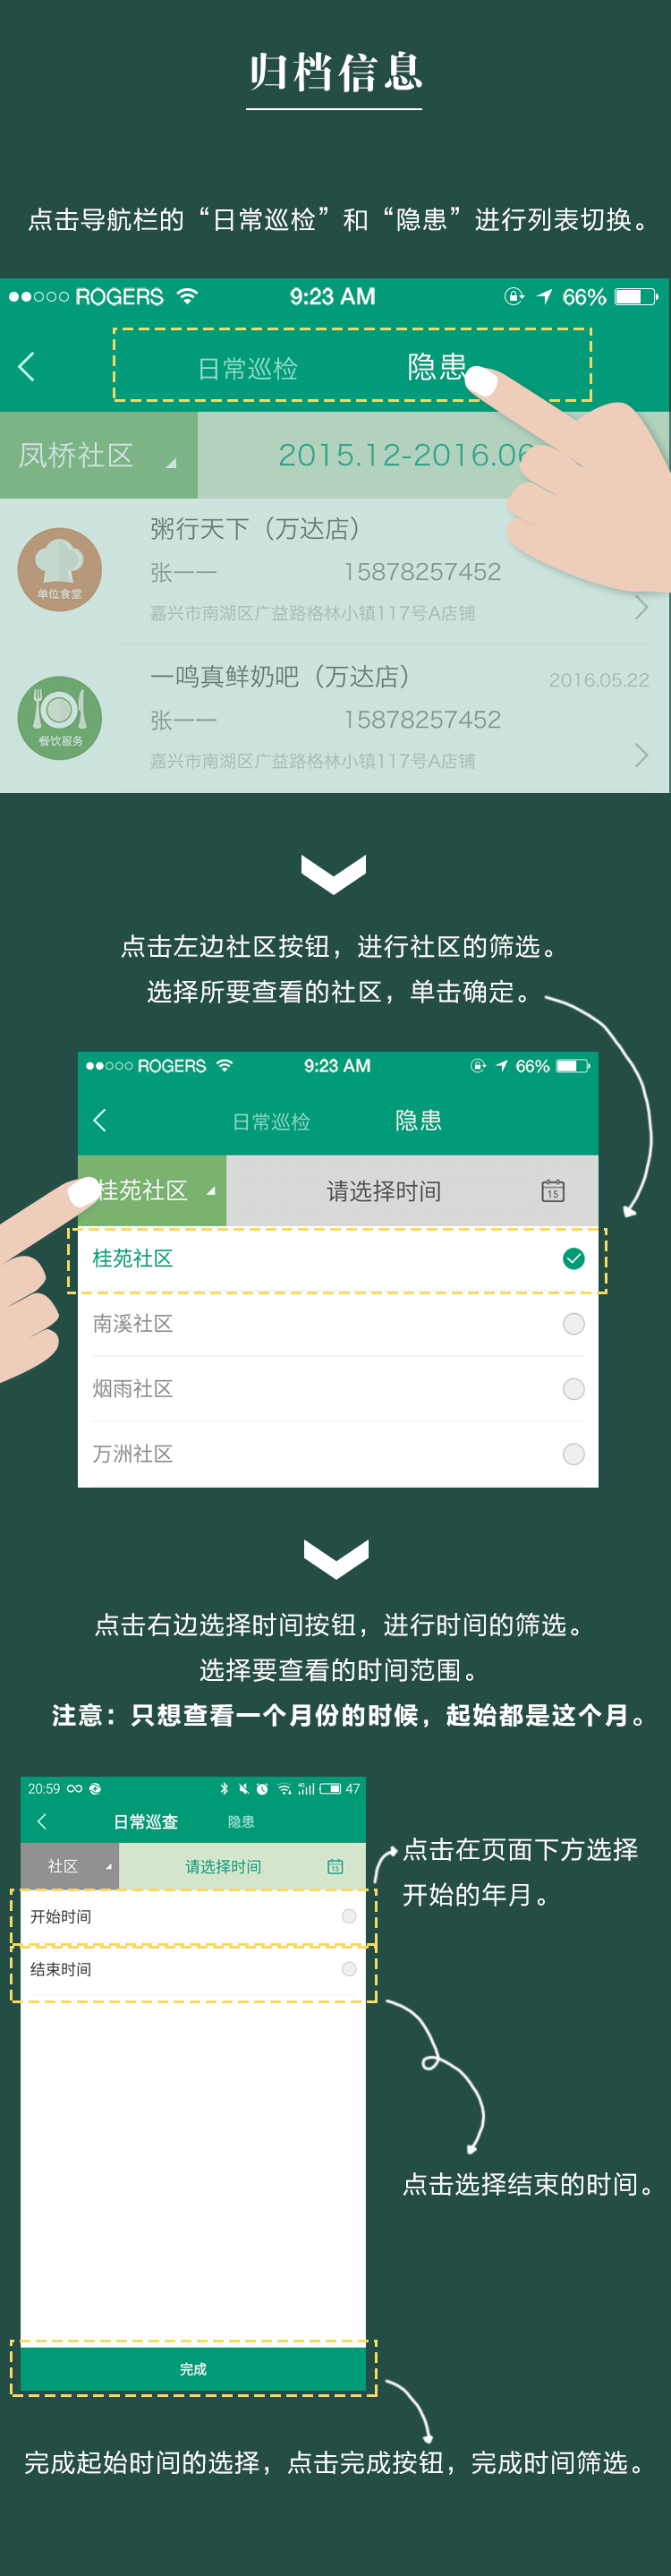 归档信息
点击导航栏的“日常巡检”和“隐患”进行列表切换。
ROGERS 9:23 AM 66%
日常巡检 隐患
凤桥社区 2015.12-2016.06
粥行天下（万达店）
张一一 15878257452
单位食堂
嘉兴市南湖区广益路格林小镇117号A店铺
一鸣真鲜奶吧（万达店） 2016.05.22
张一一 15878257452
餐饮服务
嘉兴市南湖区广益路格林小镇117号A店铺
点击左边社区按钮，进行社区的筛选。
选择所要查看的社区，单击确定。
ROGERS 9:23 AM 66%
日常巡检 隐患
桂苑社区 请选择时间 15
桂苑社区
南溪社区
烟雨社区
万洲社区
点击右边选择时间按钮，进行时间的筛选。
选择要查看的时间范围。
注意：只想查看一个月份的时候，起始都是这个月。
20:59 47
日常巡查 隐患
社区 请选择时间 15
点击在页面下方选择
开始的年月。
开始时间
结束时间
点击选择结束的时间。
完成
完成起始时间的选择，点击完成按钮，完成时间筛选。